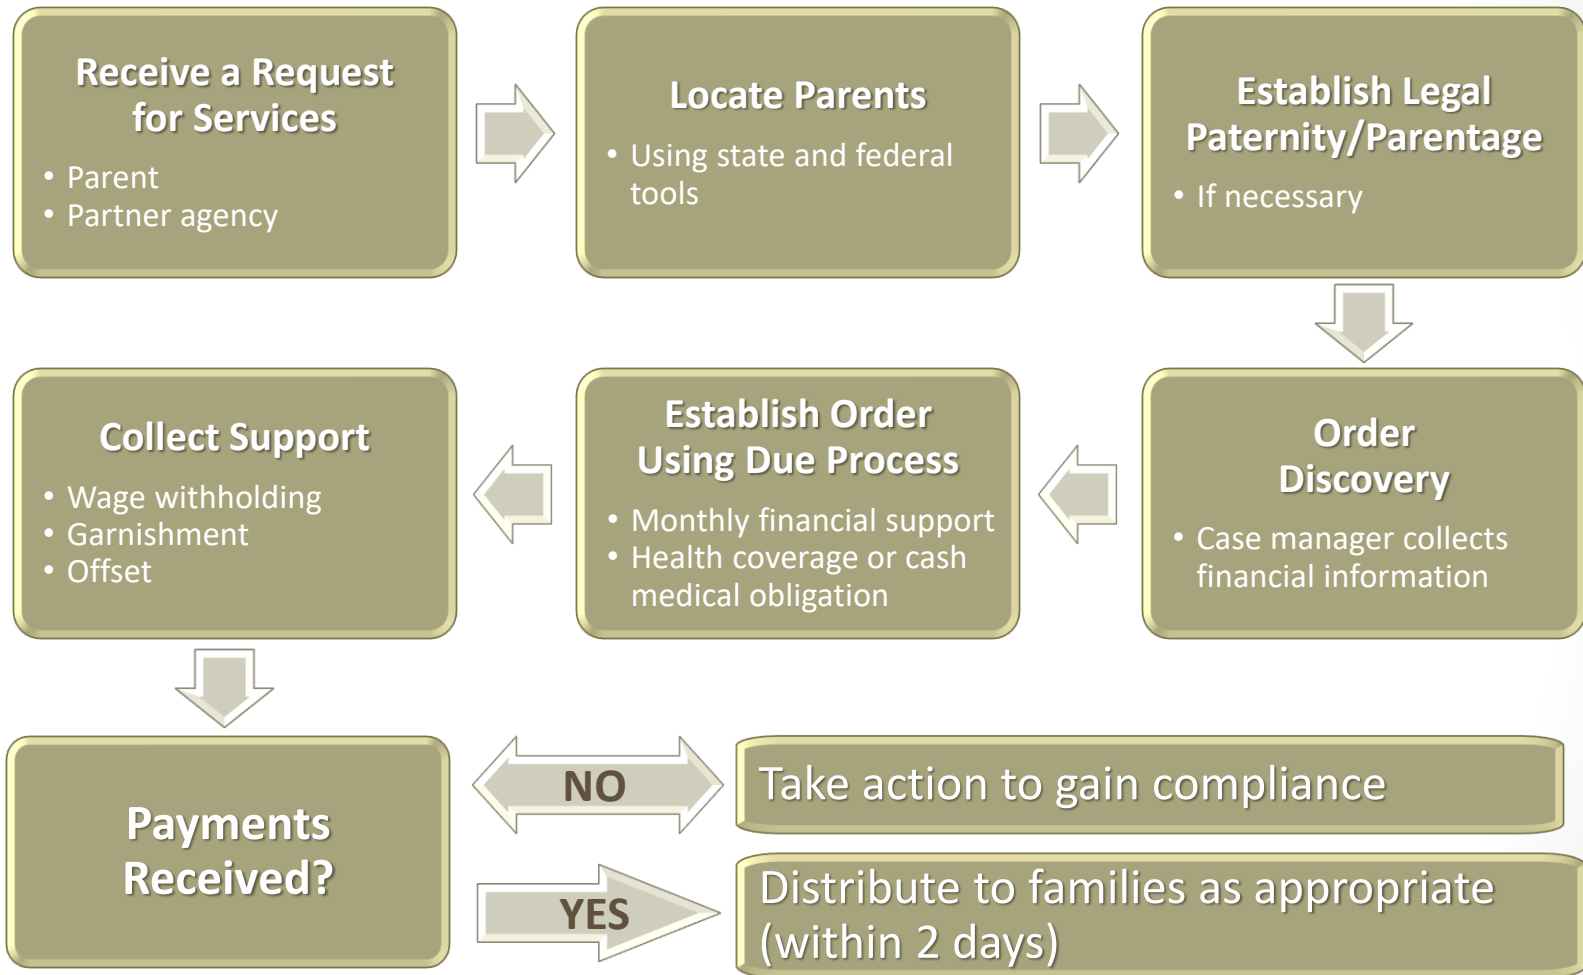 Receive a Request
for Services
• Parent
• Partner agency
Locate Parents
• Using state and federal
tools
Establish Legal
Paternity/Parentage
• If necessary
Order
Discovery
• Case manager collects
financial information
Establish Order
Using Due Process
• Monthly financial support
• Health coverage or cash
medical obligation
Collect Support
• Wage withholding
• Garnishment
• Offset
Payments
Received?
NO
Take action to gain compliance
YES
Distribute to families as appropriate
(within 2 days)